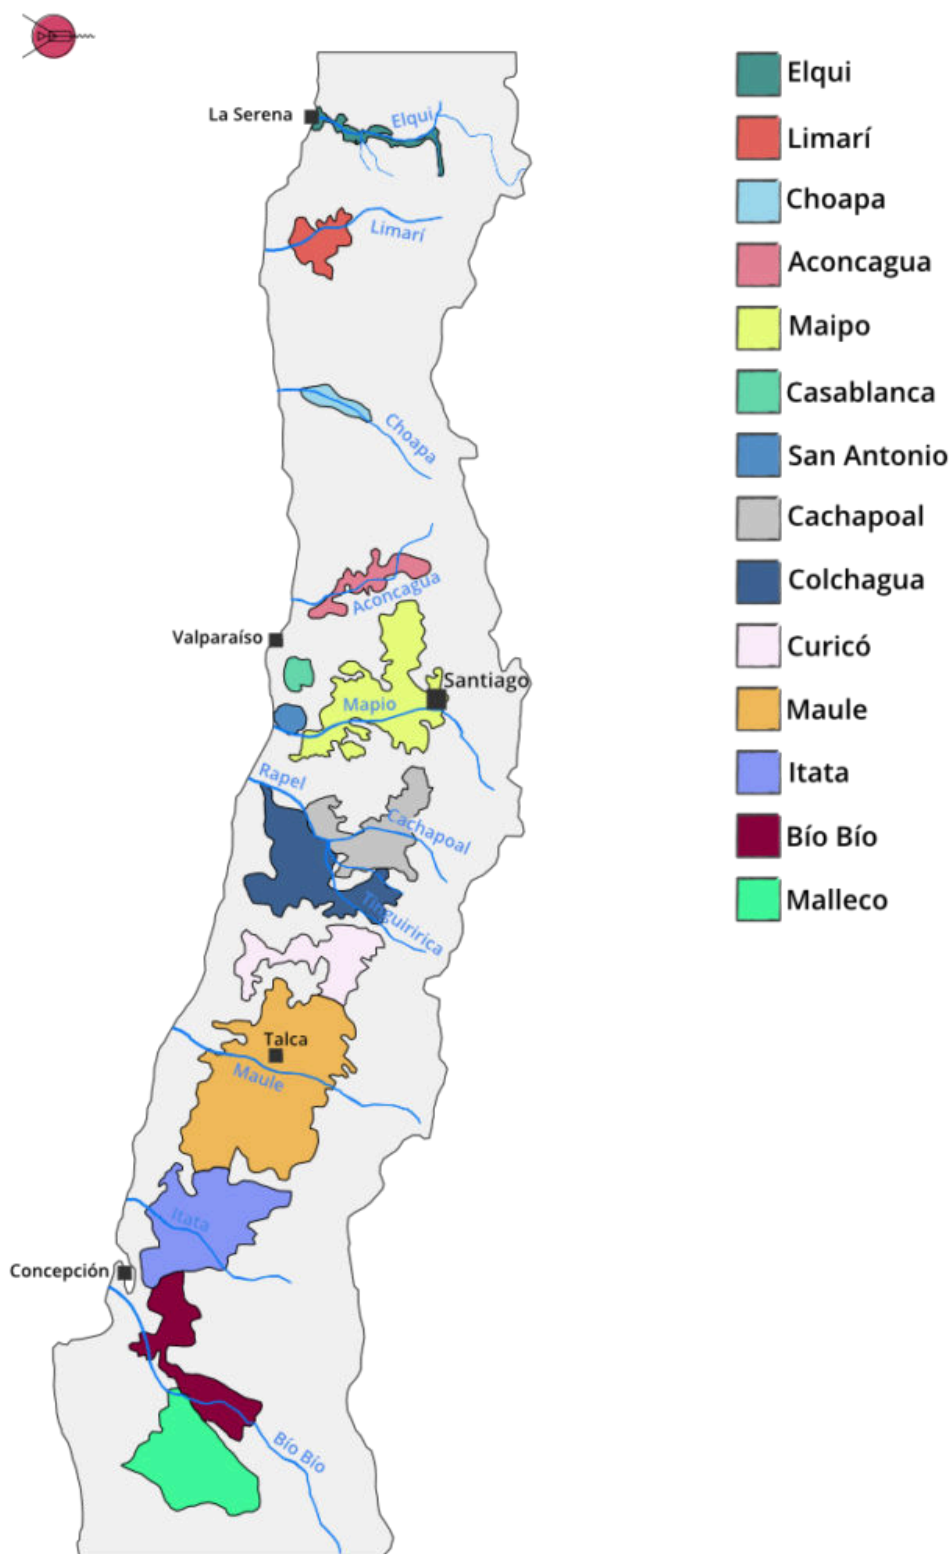 La Serena
Elqui
Limarí
Choapa
Aconcagua
Valparaíso
Santiago
Mapio
Rapel
Cachapoal
Tinguiririca
Talca
Maule
Itata
Concepción
Bío Bío
Elqui
Limarí
Choapa
Aconcagua
Maipo
Casablanca
San Antonio
Cachapoal
Colchagua
Curicó
Maule
Itata
Bío Bío
Malleco